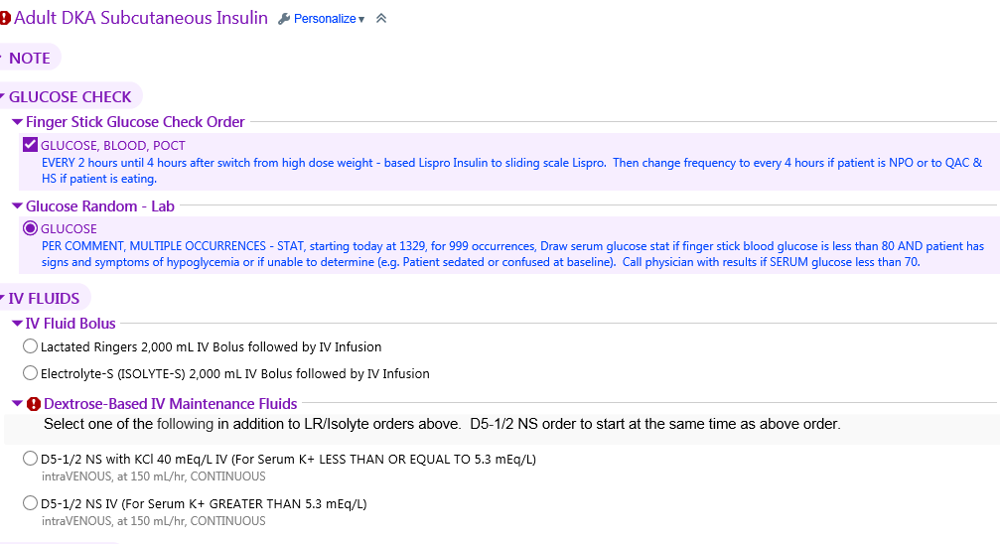 Adult DKA Subcutaneous Insulin Personalize
NOTE
GLUCOSE CHECK
Finger Stick Glucose Check Order
GLUCOSE, BLOOD, POCT
EVERY 2 hours until 4 hours after switch from high dose weight - based Lispro Insulin to sliding scale Lispro.  Then change frequency to every 4 hours if patient is NPO or to QAC &
HS if patient is eating.
Glucose Random - Lab
GLUCOSE
PER COMMENT, MULTIPLE OCCURRENCES - STAT, starting today at 1329, for 999 occurrences, Draw serum glucose stat if finger stick blood glucose is less than 80 AND patient has
signs and symptoms of hypoglycemia or if unable to determine (e.g. Patient sedated or confused at baseline).  Call physician with results if SERUM glucose less than 70.
IV FLUIDS
IV Fluid Bolus
Lactated Ringers 2,000 mL IV Bolus followed by IV Infusion
Electrolyte-S (ISOLYTE-S) 2,000 mL IV Bolus followed by IV Infusion
Dextrose-Based IV Maintenance Fluids
Select one of the following in addition to LR/Isolyte orders above.  D5-1/2 NS order to start at the same time as above order.
D5-1/2 NS with KCl 40 mEq/L IV (For Serum K+ LESS THAN OR EQUAL TO 5.3 mEq/L)
intraVENOUS, at 150 mL/hr, CONTINUOUS
D5-1/2 NS IV (For Serum K+ GREATER THAN 5.3 mEq/L)
intraVENOUS, at 150 mL/hr, CONTINUOUS